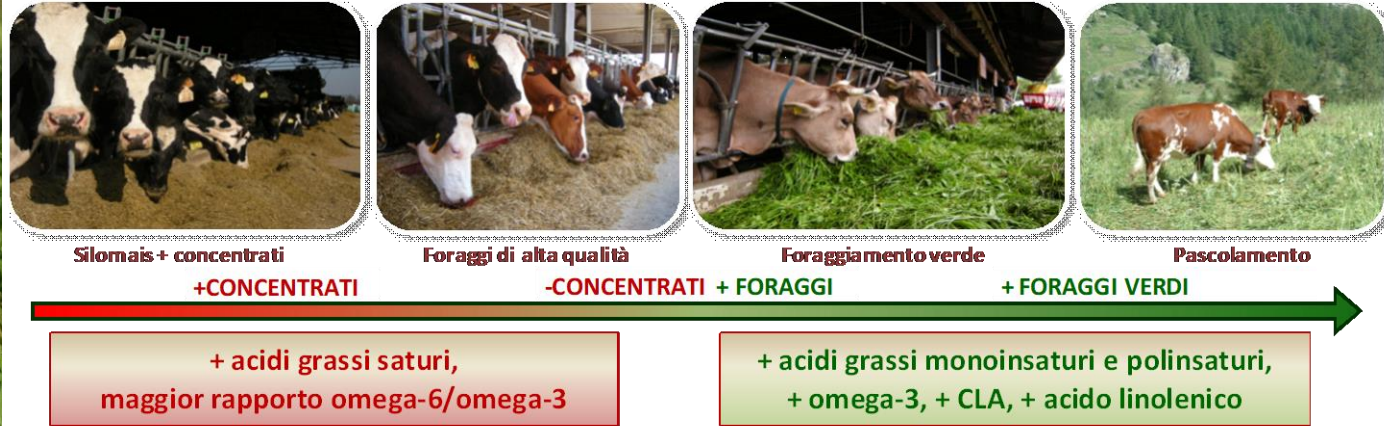 Silomais + concentrati
Foraggi di alta qualità
Foraggiamento verde
Pascolamento
+CONCENTRATI
-CONCENTRATI + FORAGGI
+ FORAGGI VERDI
+ acidi grassi saturi,
maggior rapporto omega-6/omega-3
+ acidi grassi monoinsaturi e polinsaturi,
+ omega-3, + CLA, + acido linolenico